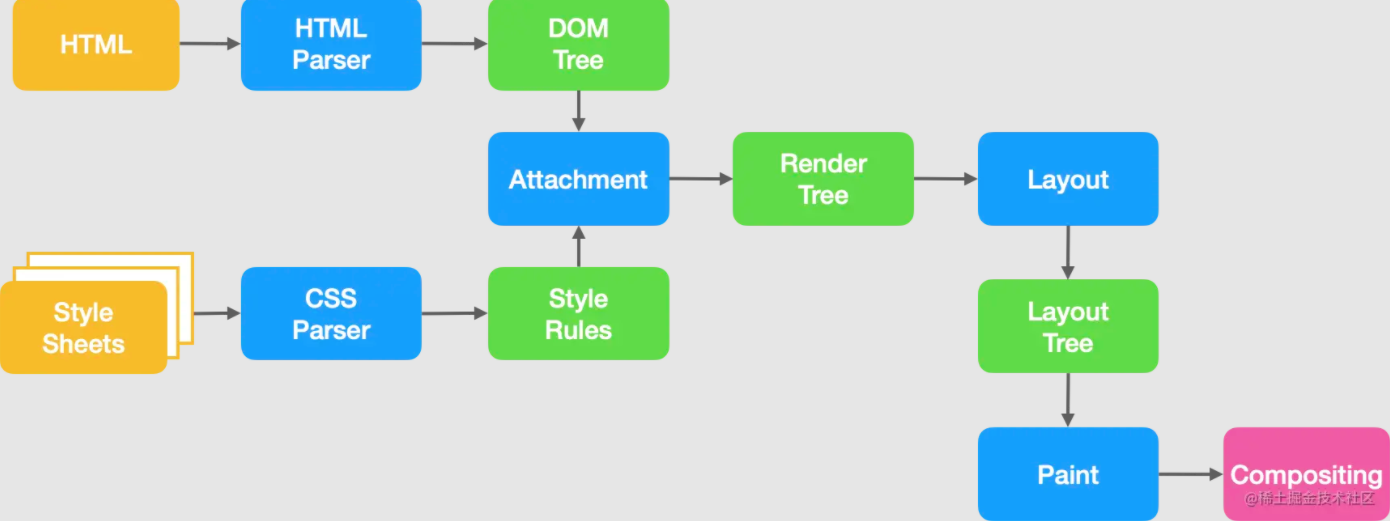 HTML
HTML
Parser
DOM
Tree
Attachment
Render
Tree
Layout
Style
Sheets
CSS
Parser
Style
Rules
Layout
Tree
Paint
Compositing
@稀土掘金技术社区